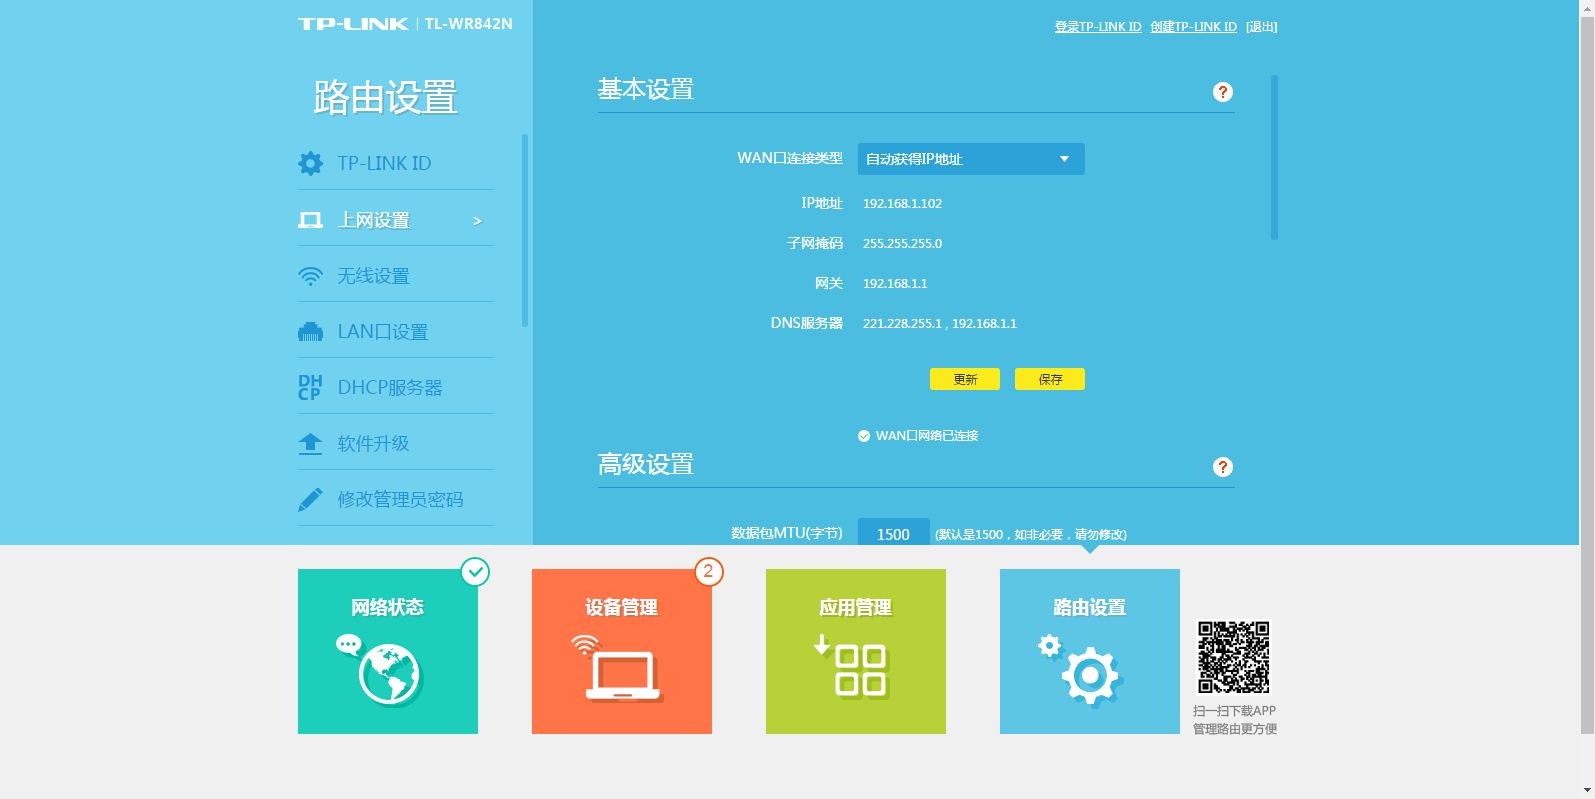 TP-LINK | TL-WR842N
登录TP-LINK ID 创建TP-LINK ID [退出]
路由设置
TP-LINK ID
上网设置 >
无线设置
LAN口设置
DHCP
DHCP服务器
软件升级
修改管理员密码
基本设置 ?
WAN口连接类型 自动获得IP地址
IP地址 192.168.1.102
子网掩码 255.255.255.0
网关 192.168.1.1
DNS服务器 221.228.255.1 , 192.168.1.1
更新 保存
WAN口网络已连接
高级设置 ?
数据包MTU(字节) 1500 (默认是1500，如非必要，请勿修改)
网络状态
2
设备管理
应用管理
路由设置
扫一扫下载APP
管理路由更方便